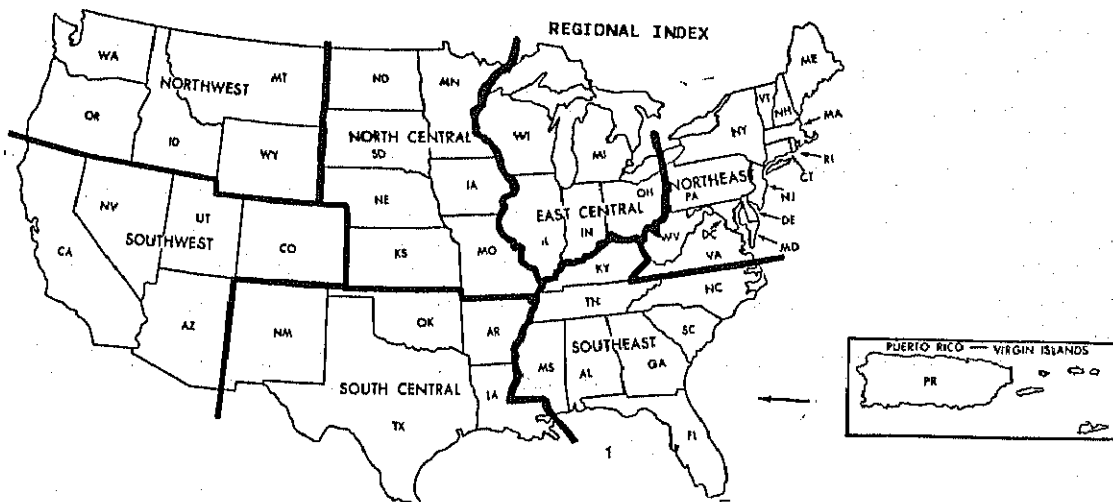 REGIONAL INDEX
WA
MT
ND
MN
ME
NORTHWEST
VT
NH
MA
OR
ID
WY
NORTH CENTRAL
SD
WI
MI
NY
RI
CT
IA
NE
OH
NORTHEAST
PA
NJ
NV
UT
EAST CENTRAL
DE
SOUTHWEST
CO
IL
IN
WV
DC
MD
CA
KS
MO
KY
VA
TN
NC
AZ
NM
OK
AR
SC
SOUTHEAST
MS
AL
GA
SOUTH CENTRAL
LA
TX
FL
1
PUERTO RICO — VIRGIN ISLANDS
PR